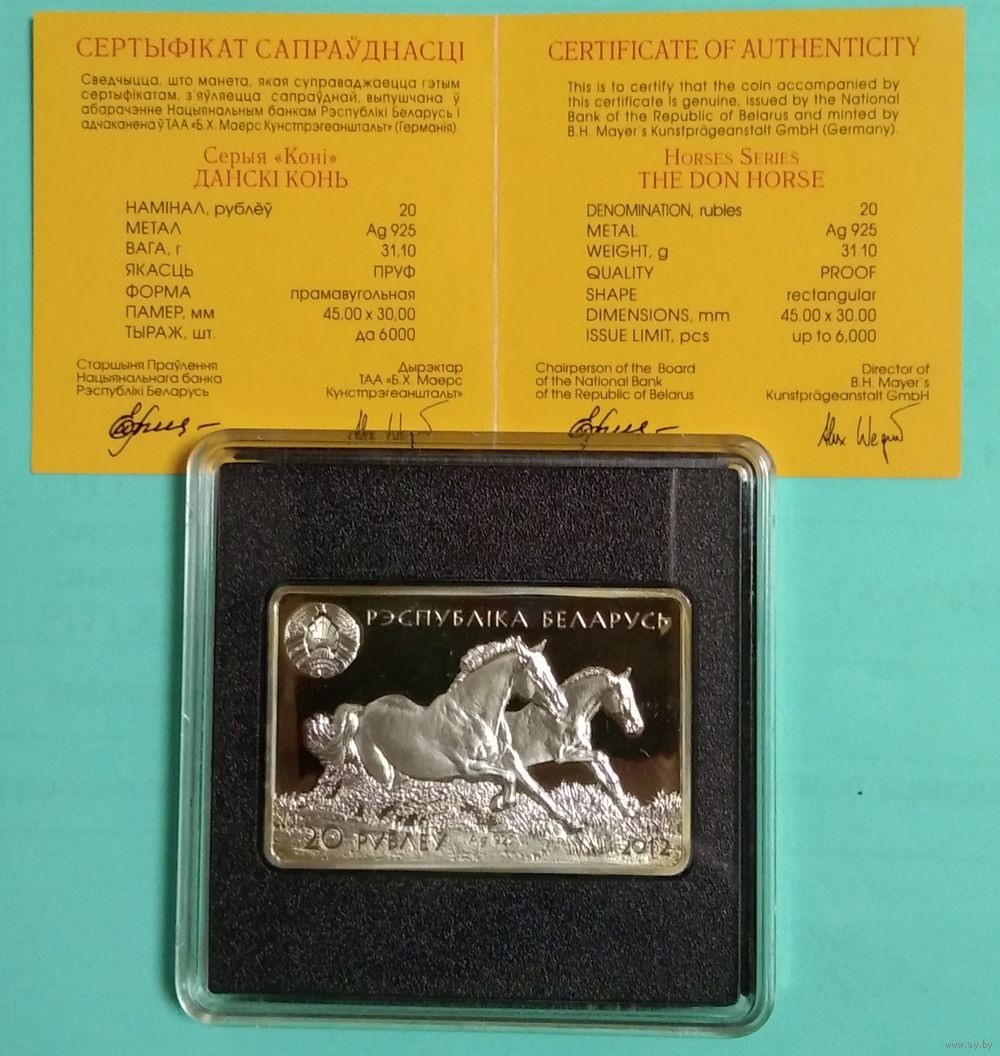 СЕРТЫФІКАТ САПРАЎДНАСЦІ
Сведчыцца, што манета, якая суправаджаецца гэтым
сертыфікатам, з'яўляецца сапраўднай, выпушчана ў
абарачэнне Нацыянальным банкам Рэспублікі Беларусь і
адчаканена ў ТАА «Б.Х. Маерс Кунстпрэгеаншталыт» (Германія).
Серыя «Коні»
ДАНСКІ КОНЬ
НАМІНАЛ, рублёў 20
МЕТАЛ Ag 925
ВАГА, г 31,10
ЯКАСЦЬ ПРУФ
ФОРМА прамавугольная
ПАМЕР, мм 45,00 x 30,00
ТЫРАЖ, шт. да 6000
Старшыня Праўлення
Нацыянальнага банка
Рэспублікі Беларусь
Дырэктар
ТАА «Б.Х. Маерс
Кунстпрэгеаншталыт»
CERTIFICATE OF AUTHENTICITY
This is to certify that the coin accompanied by
this certificate is genuine, issued by the National
Bank of the Republic of Belarus and minted by
B.H. Mayer's Kunstprägeanstalt GmbH (Germany).
HORSES SERIES
THE DON HORSE
DENOMINATION, rubles 20
METAL Ag 925
WEIGHT, g 31.10
QUALITY PROOF
SHAPE rectangular
DIMENSIONS, mm 45.00 x 30.00
ISSUE LIMIT, pcs up to 6,000
Chairperson of the Board
of the National Bank
of the Republic of Belarus
Director of
B.H. Mayer's
Kunstprägeanstalt GmbH
РЭСПУБЛІКА БЕЛАРУСЬ
20 РУБЛЁЎ Ag 925 2012
www.ay.by